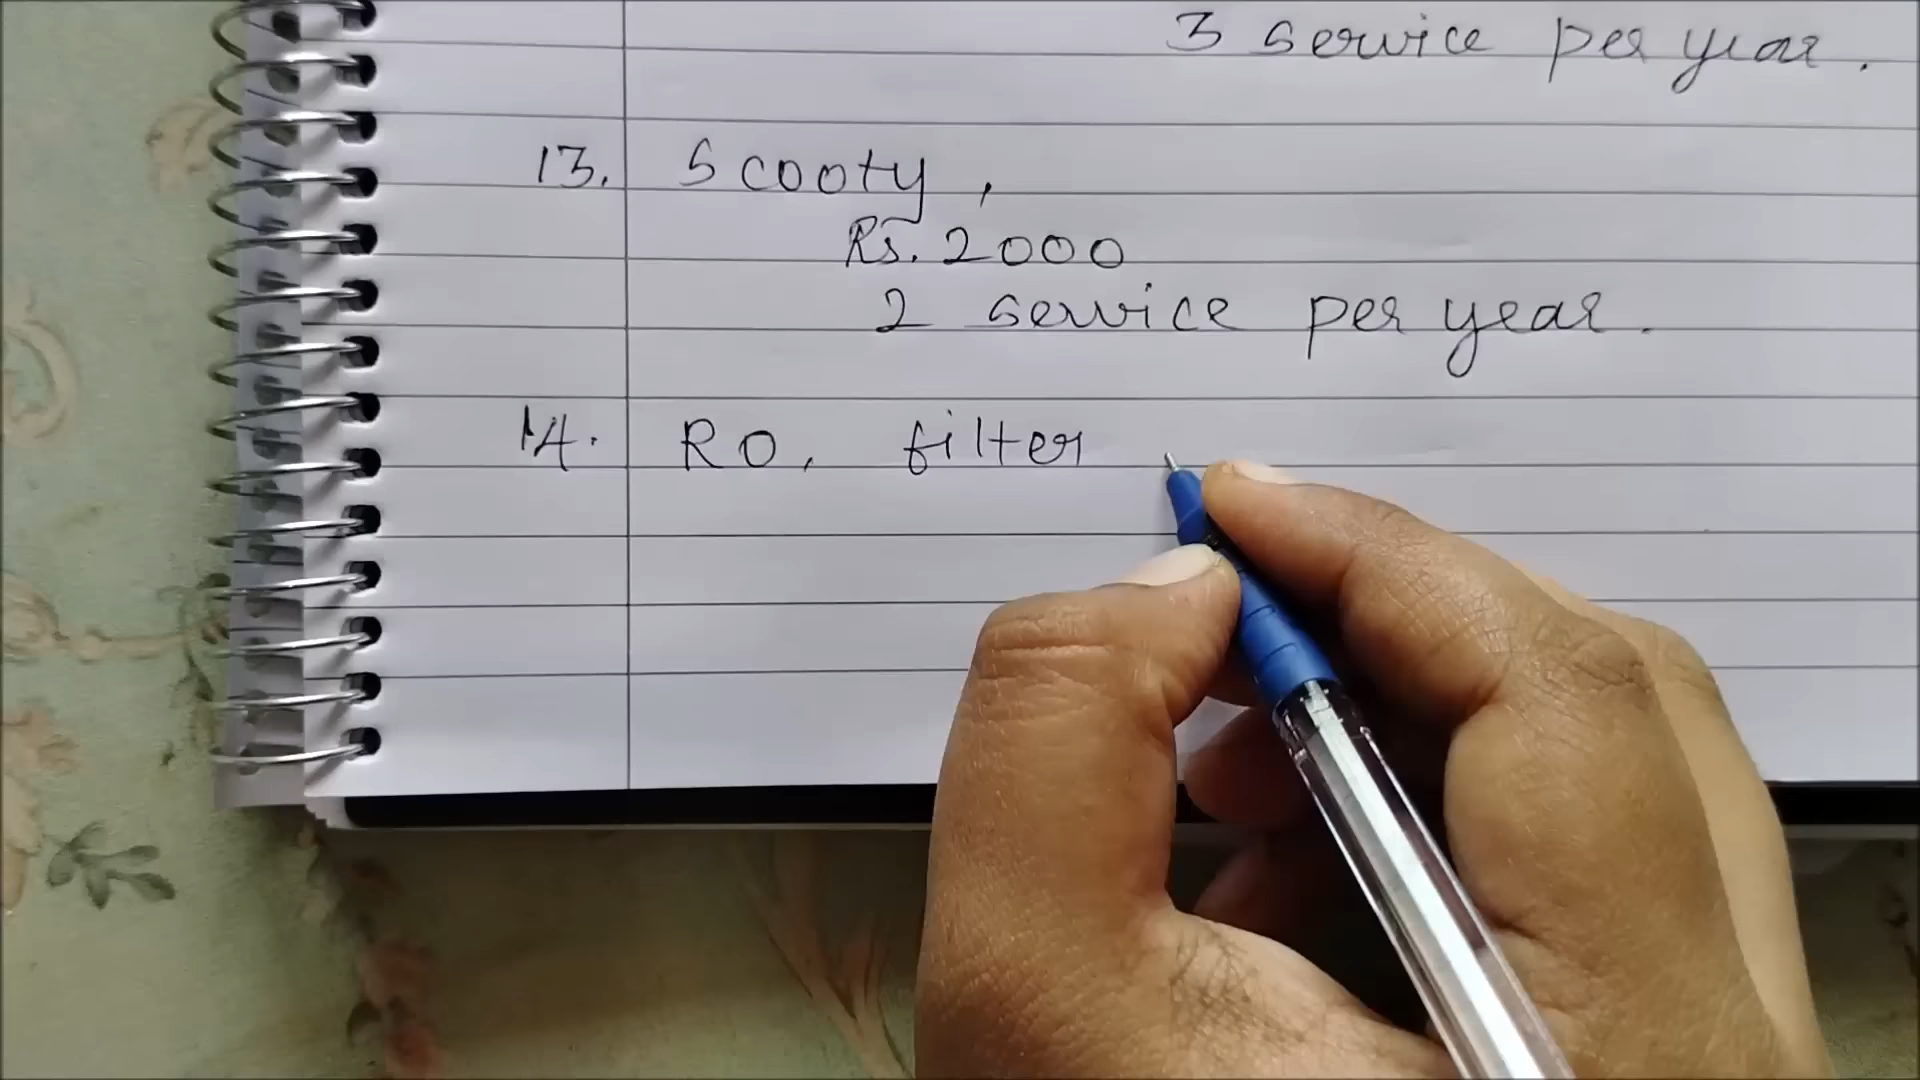 3 service per year.
13. Scooty,
Rs. 2000
2 service per year.
14. RO, filter